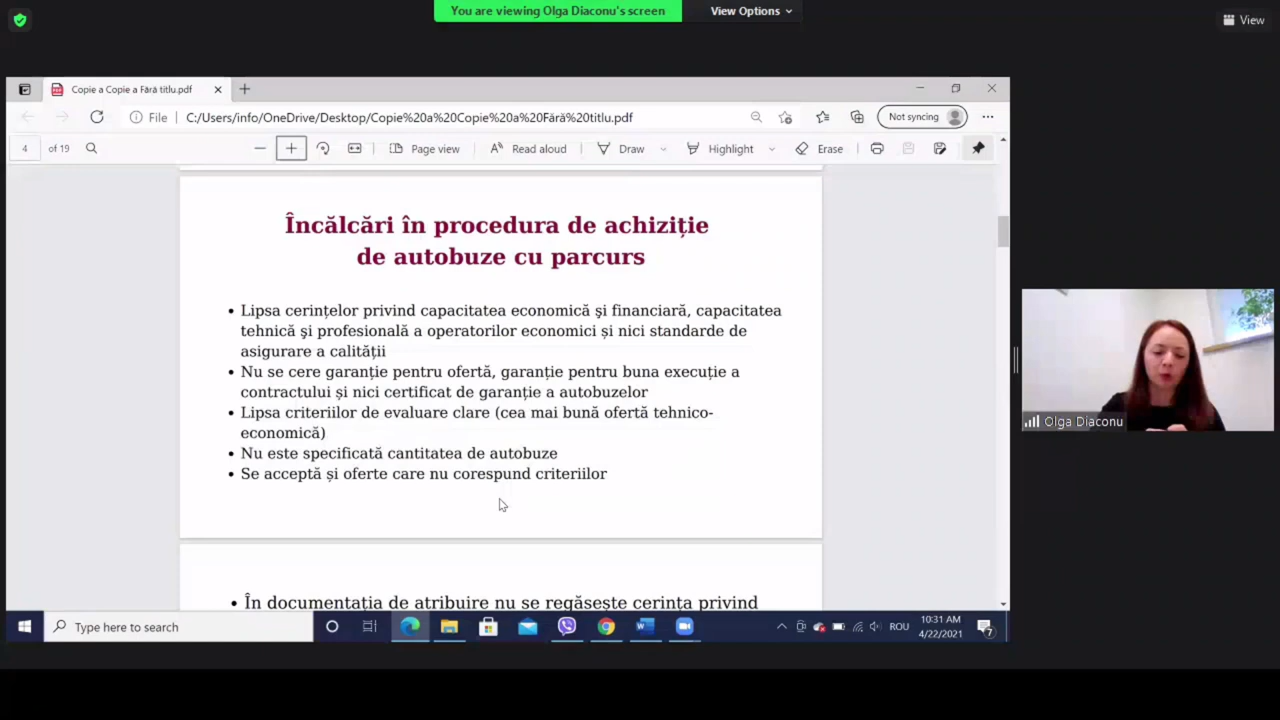 You are viewing Olga Diaconu's screen
View Options
View
Copie a Copie a Fără titlu.pdf
File
C:/Users/info/OneDrive/Desktop/Copie%20a%20Copie%20a%20Fără%20titlu.pdf
Not syncing
4 of 19
Page view
Read aloud
Draw
Highlight
Erase
Încălcări în procedura de achiziție
de autobuze cu parcurs
• Lipsa cerințelor privind capacitatea economică şi financiară, capacitatea
tehnică şi profesională a operatorilor economici și nici standarde de
asigurare a calității
• Nu se cere garanție pentru ofertă, garanție pentru buna execuție a
contractului și nici certificat de garanție a autobuzelor
• Lipsa criteriilor de evaluare clare (cea mai bună ofertă tehnico-
economică)
• Nu este specificată cantitatea de autobuze
• Se acceptă și oferte care nu corespund criteriilor
• În documentația de atribuire nu se regăsește cerința privind
Olga Diaconu
Type here to search
ROU
10:31 AM
4/22/2021
7